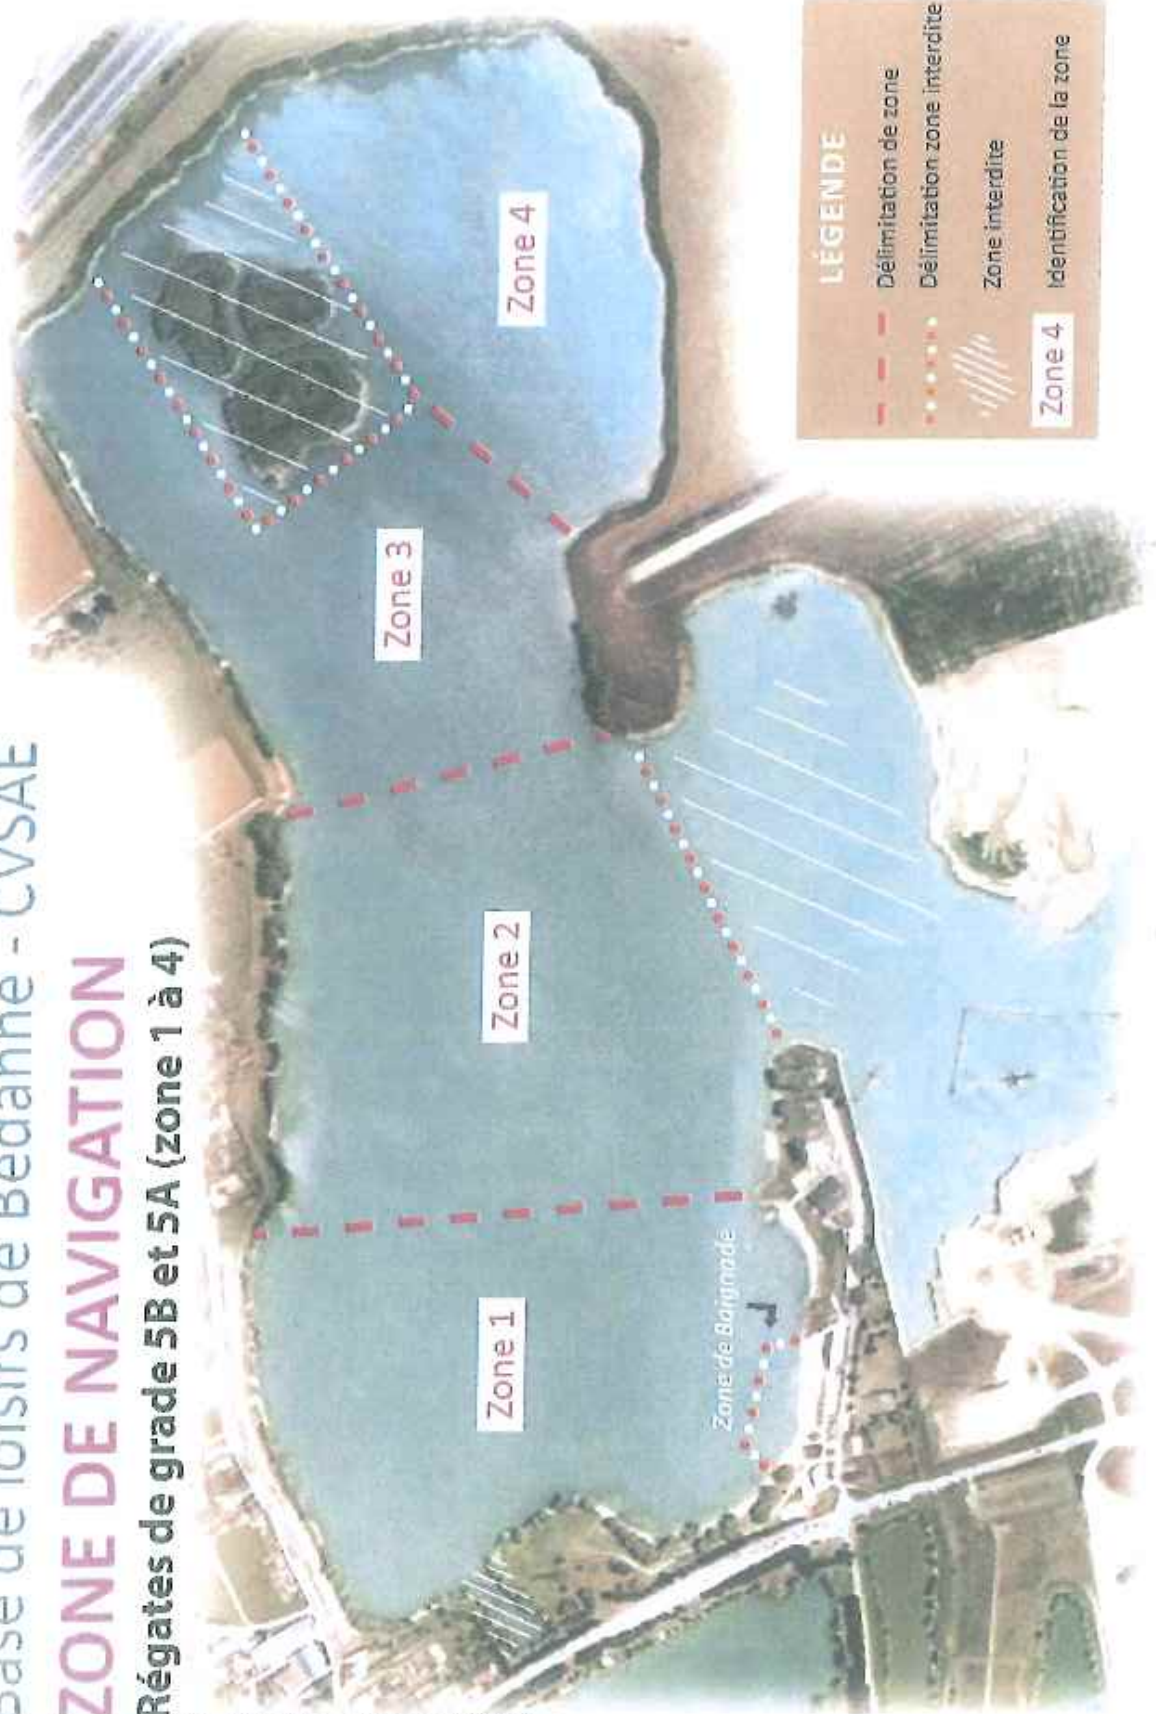 Base de loisirs de Bédanne - CVSAE
ZONE DE NAVIGATION
Régates de grade 5B et 5A (zone 1 à 4)
Zone 1
Zone 2
Zone 3
Zone 4
Zone de Baignade
LÉGENDE
Délimitation de zone
Délimitation zone interdite
Zone interdite
Zone 4
Identification de la zone